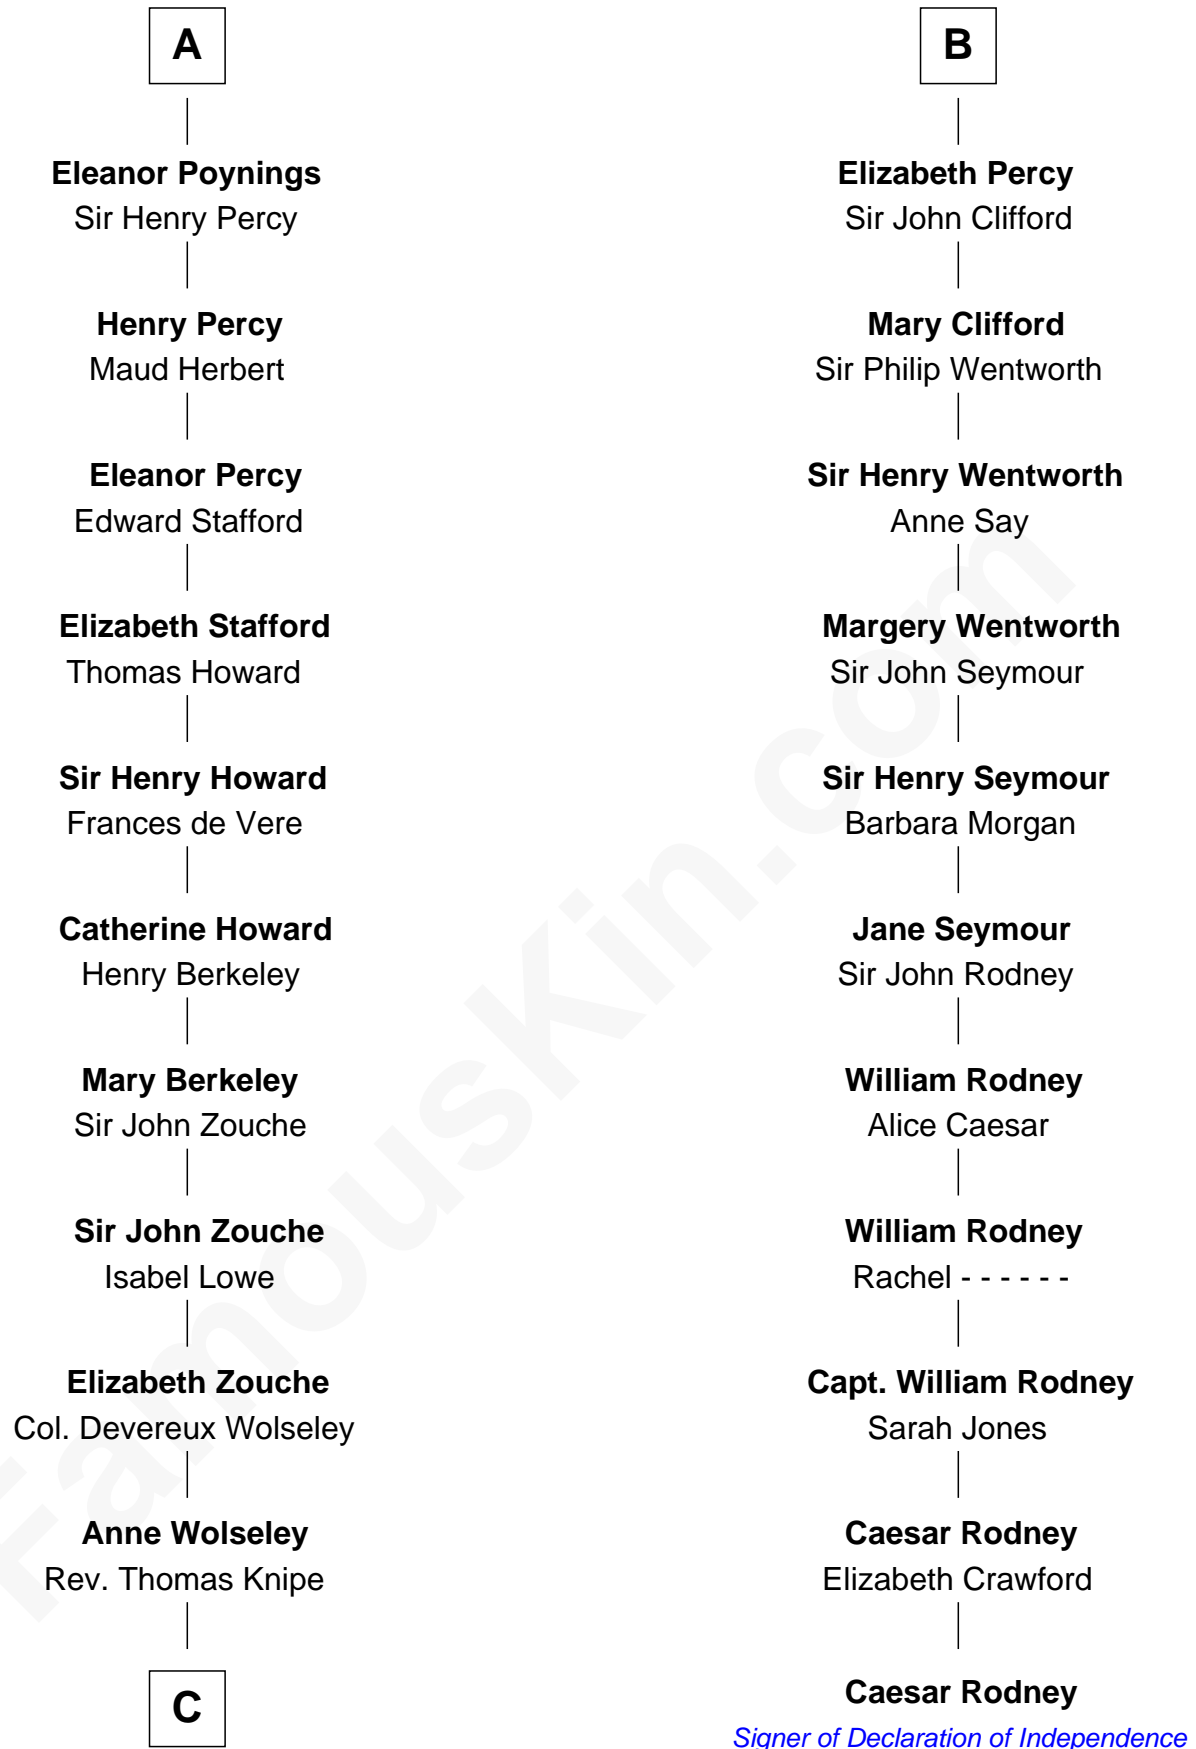 A
Eleanor Poynings
Sir Henry Percy
Henry Percy
Maud Herbert
Eleanor Percy
Edward Stafford
Elizabeth Stafford
Thomas Howard
Sir Henry Howard
Frances de Vere
Catherine Howard
Henry Berkeley
Mary Berkeley
Sir John Zouche
Sir John Zouche
Isabel Lowe
Elizabeth Zouche
Col. Devereux Wolseley
Anne Wolseley
Rev. Thomas Knipe
C
B
Elizabeth Percy
Sir John Clifford
Mary Clifford
Sir Philip Wentworth
Sir Henry Wentworth
Anne Say
Margery Wentworth
Sir John Seymour
Sir Henry Seymour
Barbara Morgan
Jane Seymour
Sir John Rodney
William Rodney
Alice Caesar
William Rodney
Rachel - - - - - -
Capt. William Rodney
Sarah Jones
Caesar Rodney
Elizabeth Crawford
Caesar Rodney
Signer of Declaration of Independence
FamousKin.com